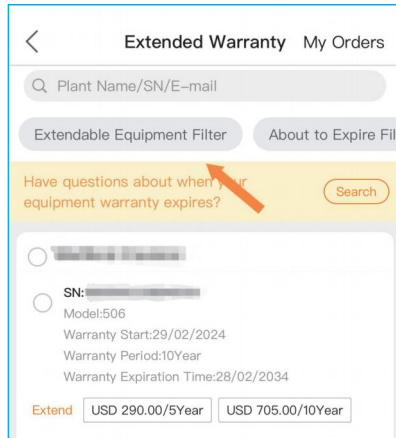 Extended Warranty My Orders
Plant Name/SN/E-mail
Extendable Equipment Filter About to Expire Fil
Have questions about when your
equipment warranty expires?
Search
SN:
Model:506
Warranty Start:29/02/2024
Warranty Period:10Year
Warranty Expiration Time:28/02/2034
Extend USD 290.00/5Year USD 705.00/10Year